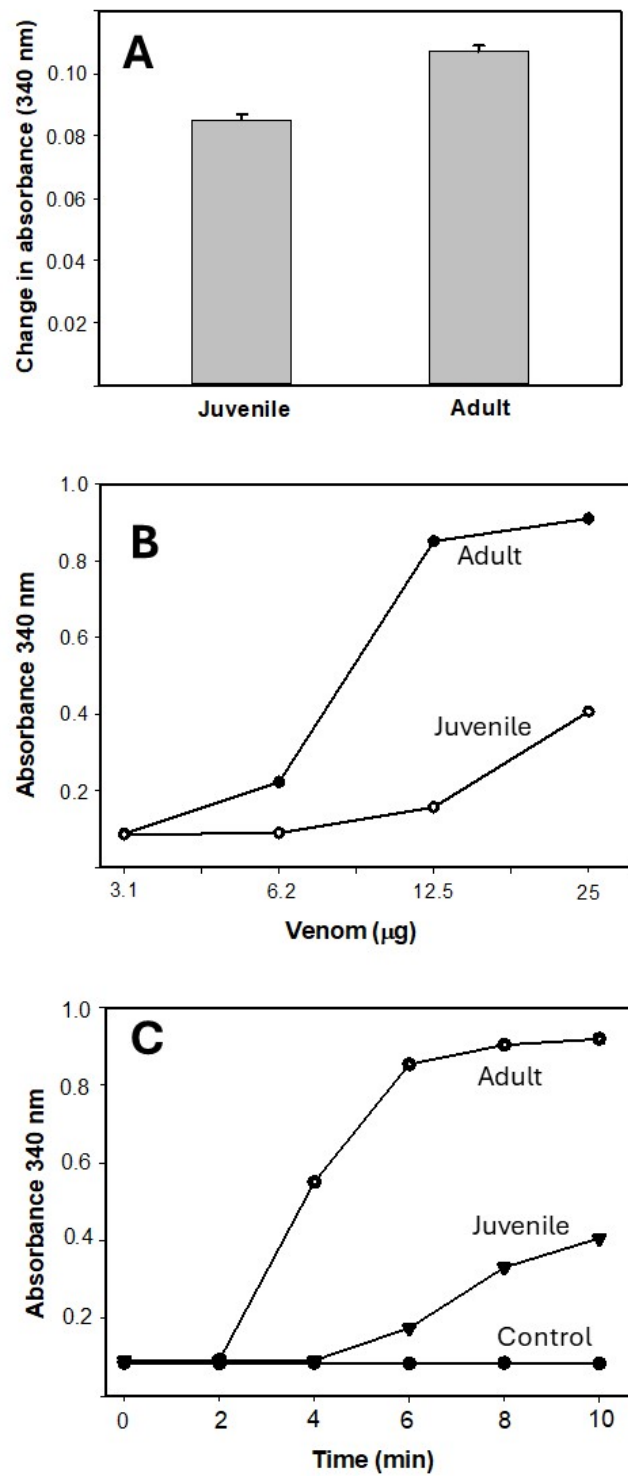 A
Change in absorbance (340 nm)
0.10
0.08
0.06
0.04
0.02
Juvenile Adult
B
Absorbance 340 nm
1.0
0.8
0.6
0.4
0.2
Adult
Juvenile
3.1 6.2 12.5 25
Venom (μg)
C
Absorbance 340 nm
1.0
0.8
0.6
0.4
0.2
Adult
Juvenile
Control
0 2 4 6 8 10
Time (min)